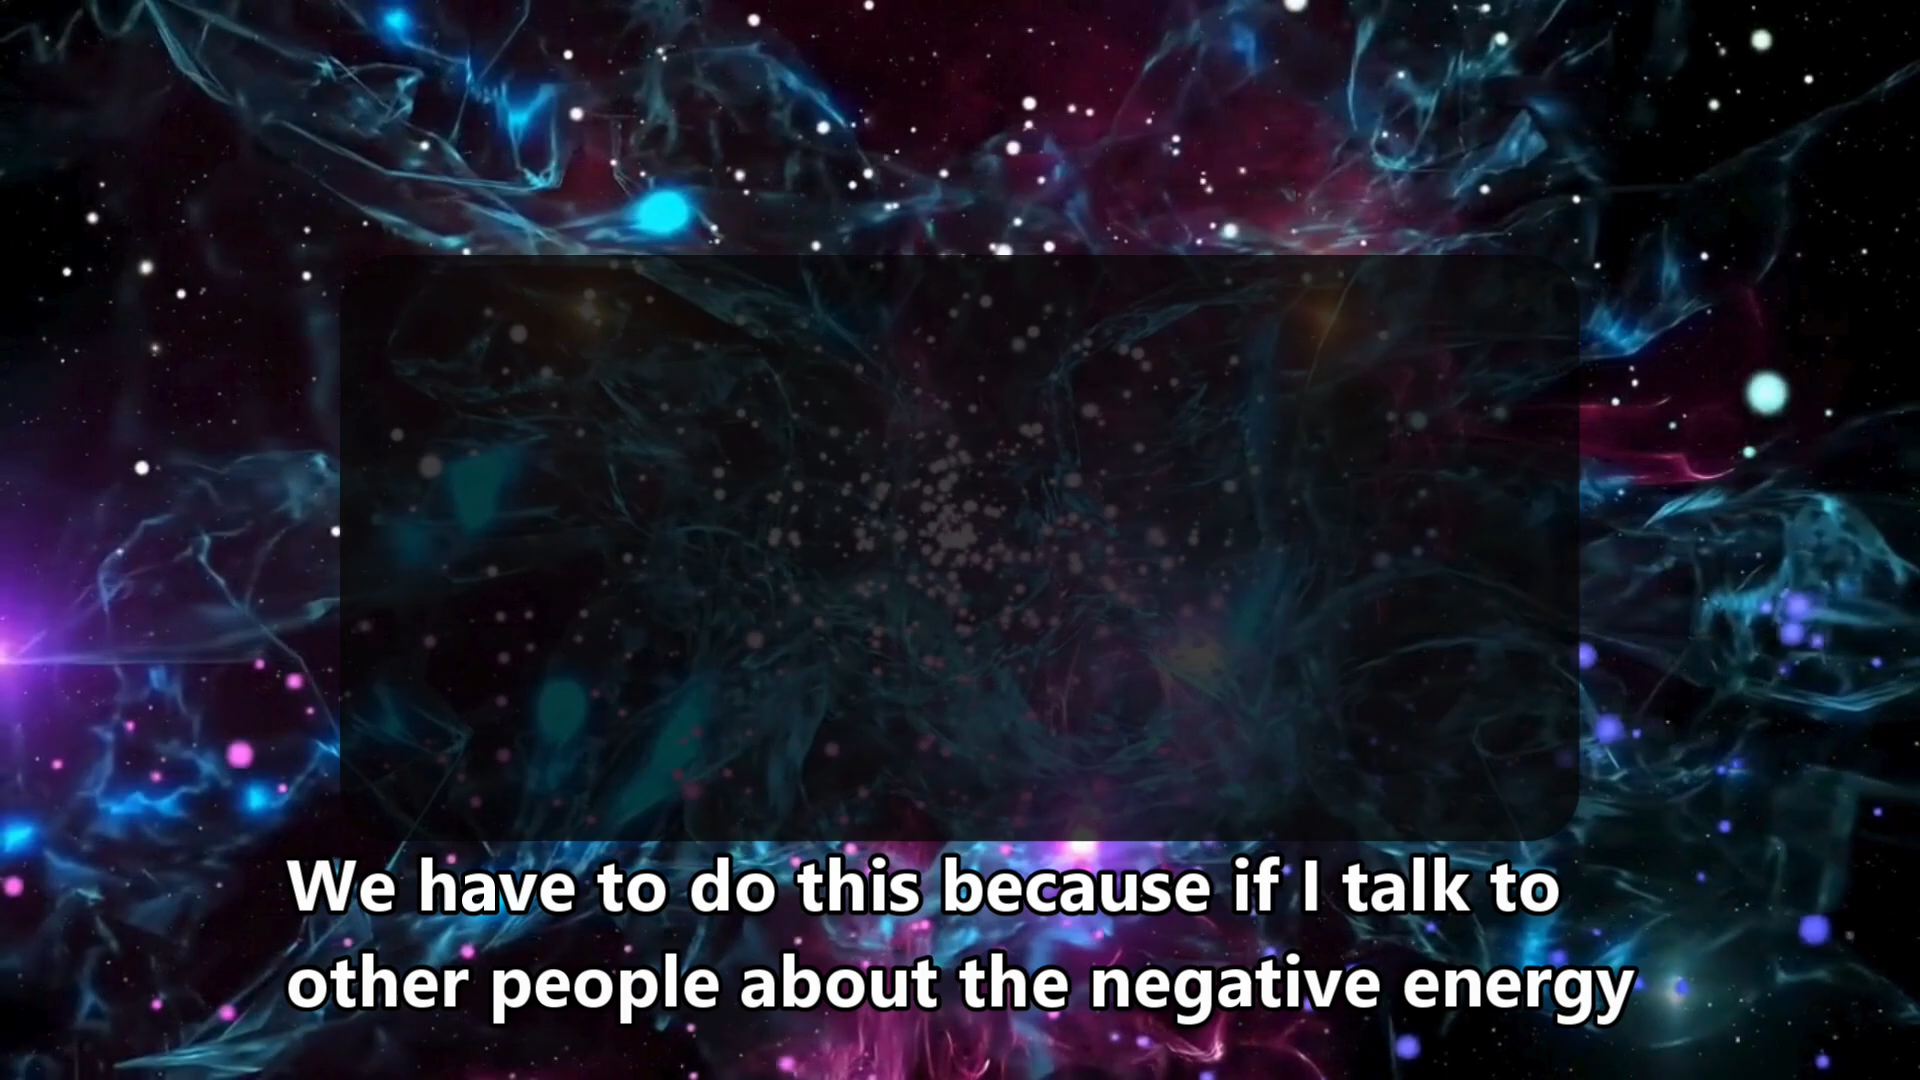 We have to do this because if I talk to
other people about the negative energy